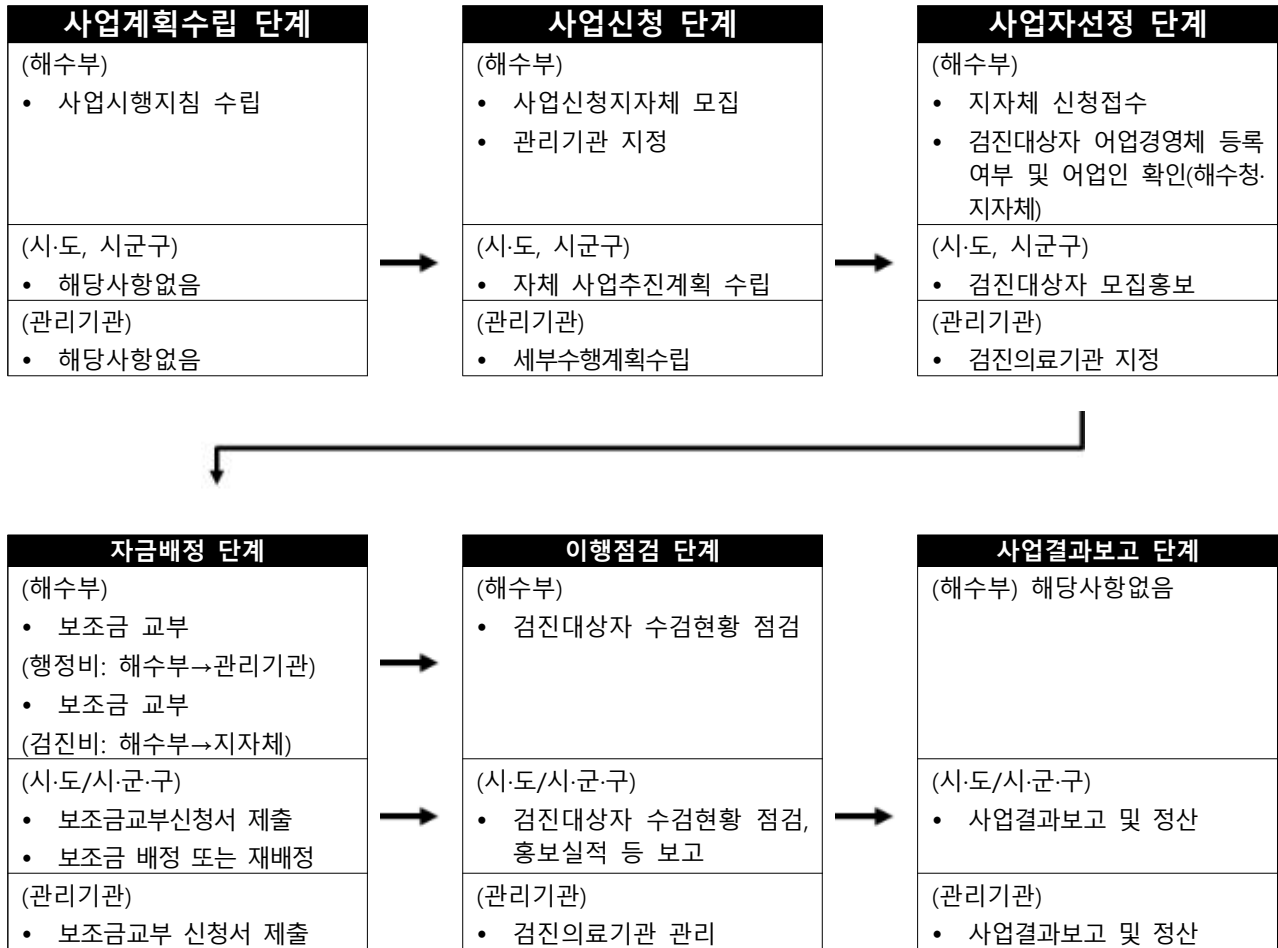 사업계획수립 단계
(해수부)
• 사업시행지침 수립
(시·도, 시군구)
• 해당사항없음
(관리기관)
• 해당사항없음
사업신청 단계
(해수부)
• 사업신청지자체 모집
• 관리기관 지정
(시·도, 시군구)
• 자체 사업추진계획 수립
(관리기관)
• 세부수행계획수립
사업자선정 단계
(해수부)
• 지자체 신청접수
• 검진대상자 어업경영체 등록
여부 및 어업인 확인(해수청·
지자체)
(시·도, 시군구)
• 검진대상자 모집홍보
(관리기관)
• 검진의료기관 지정
자금배정 단계
(해수부)
• 보조금 교부
(행정비: 해수부→관리기관)
• 보조금 교부
(검진비: 해수부→지자체)
(시·도/시·군·구)
• 보조금교부신청서 제출
• 보조금 배정 또는 재배정
(관리기관)
• 보조금교부 신청서 제출
이행점검 단계
(해수부)
• 검진대상자 수검현황 점검
(시·도/시·군·구)
• 검진대상자 수검현황 점검,
홍보실적 등 보고
(관리기관)
• 검진의료기관 관리
사업결과보고 단계
(해수부) 해당사항없음
(시·도/시·군·구)
• 사업결과보고 및 정산
(관리기관)
• 사업결과보고 및 정산